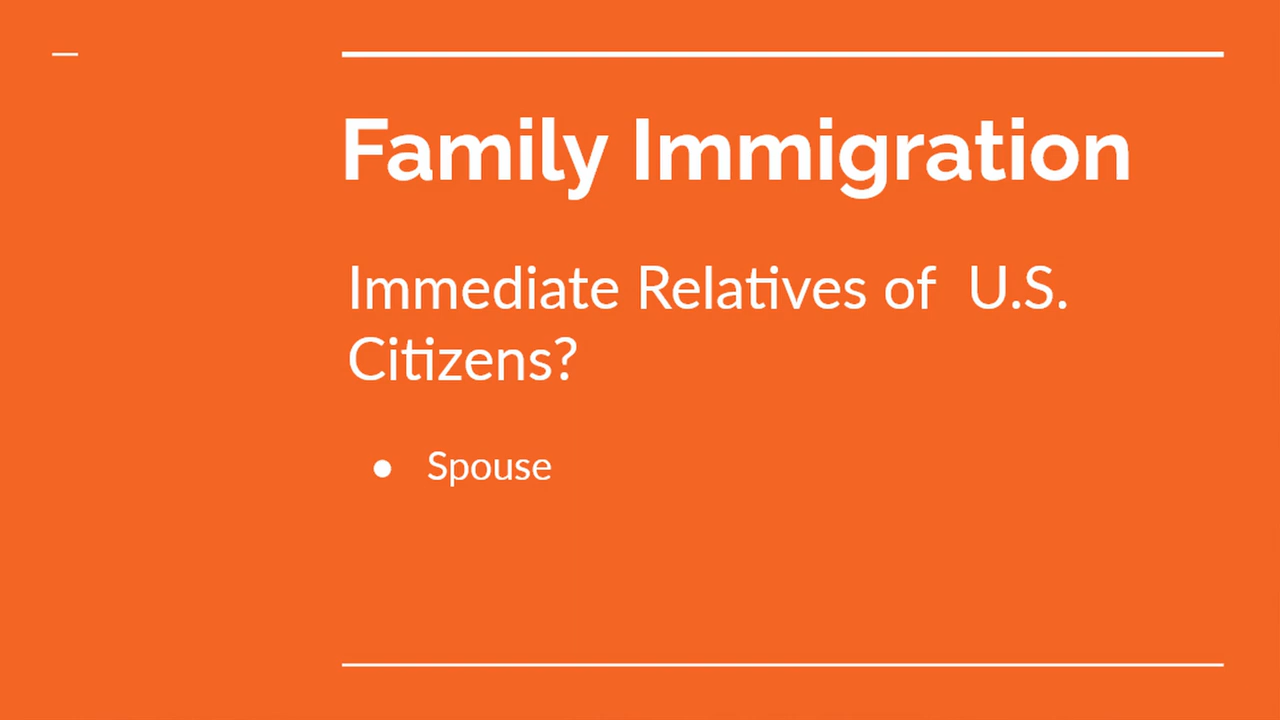 Family Immigration
Immediate Relatives of  U.S.
Citizens?
● Spouse